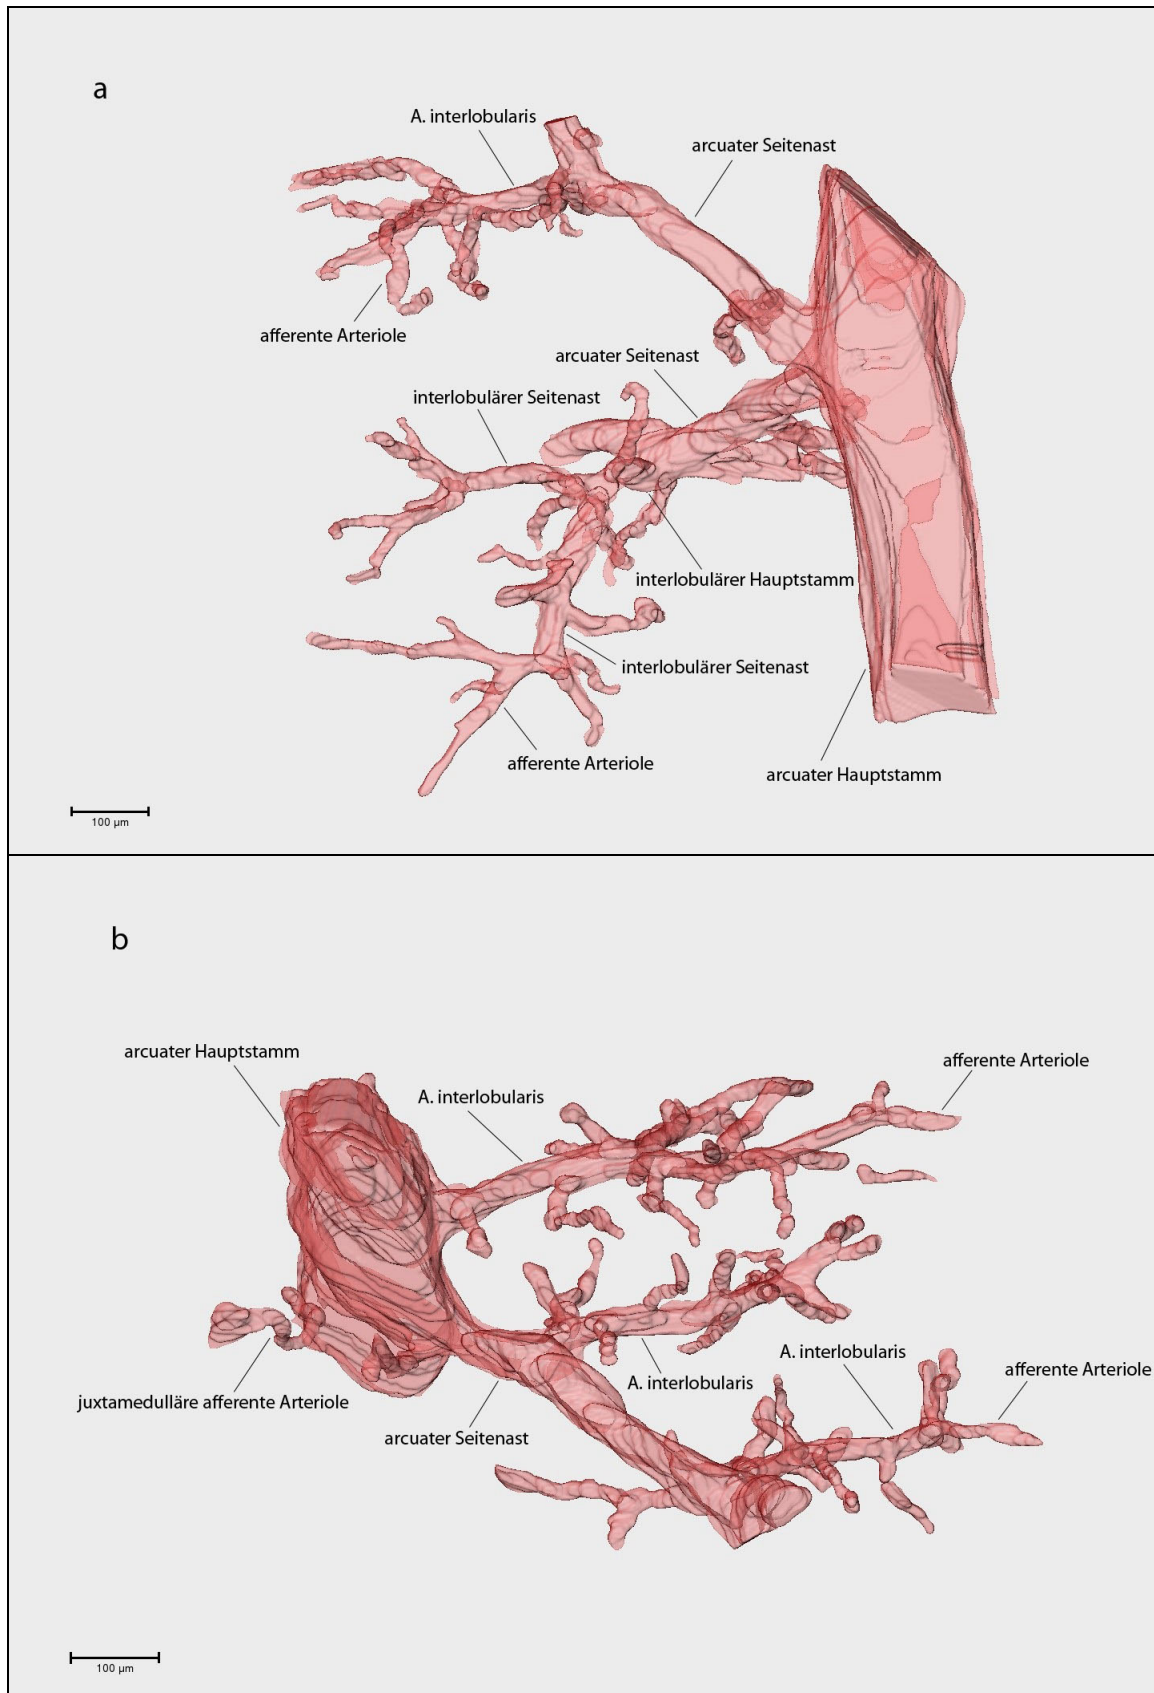 a
A. interlobularis
arcuater Seitenast
afferente Arteriole
arcuater Seitenast
interlobulärer Seitenast
interlobulärer Hauptstamm
interlobulärer Seitenast
afferente Arteriole
arcuater Hauptstamm
100 µm
b
arcuater Hauptstamm
afferente Arteriole
A. interlobularis
A. interlobularis
afferente Arteriole
A. interlobularis
juxtamedulläre afferente Arteriole
arcuater Seitenast
100 µm